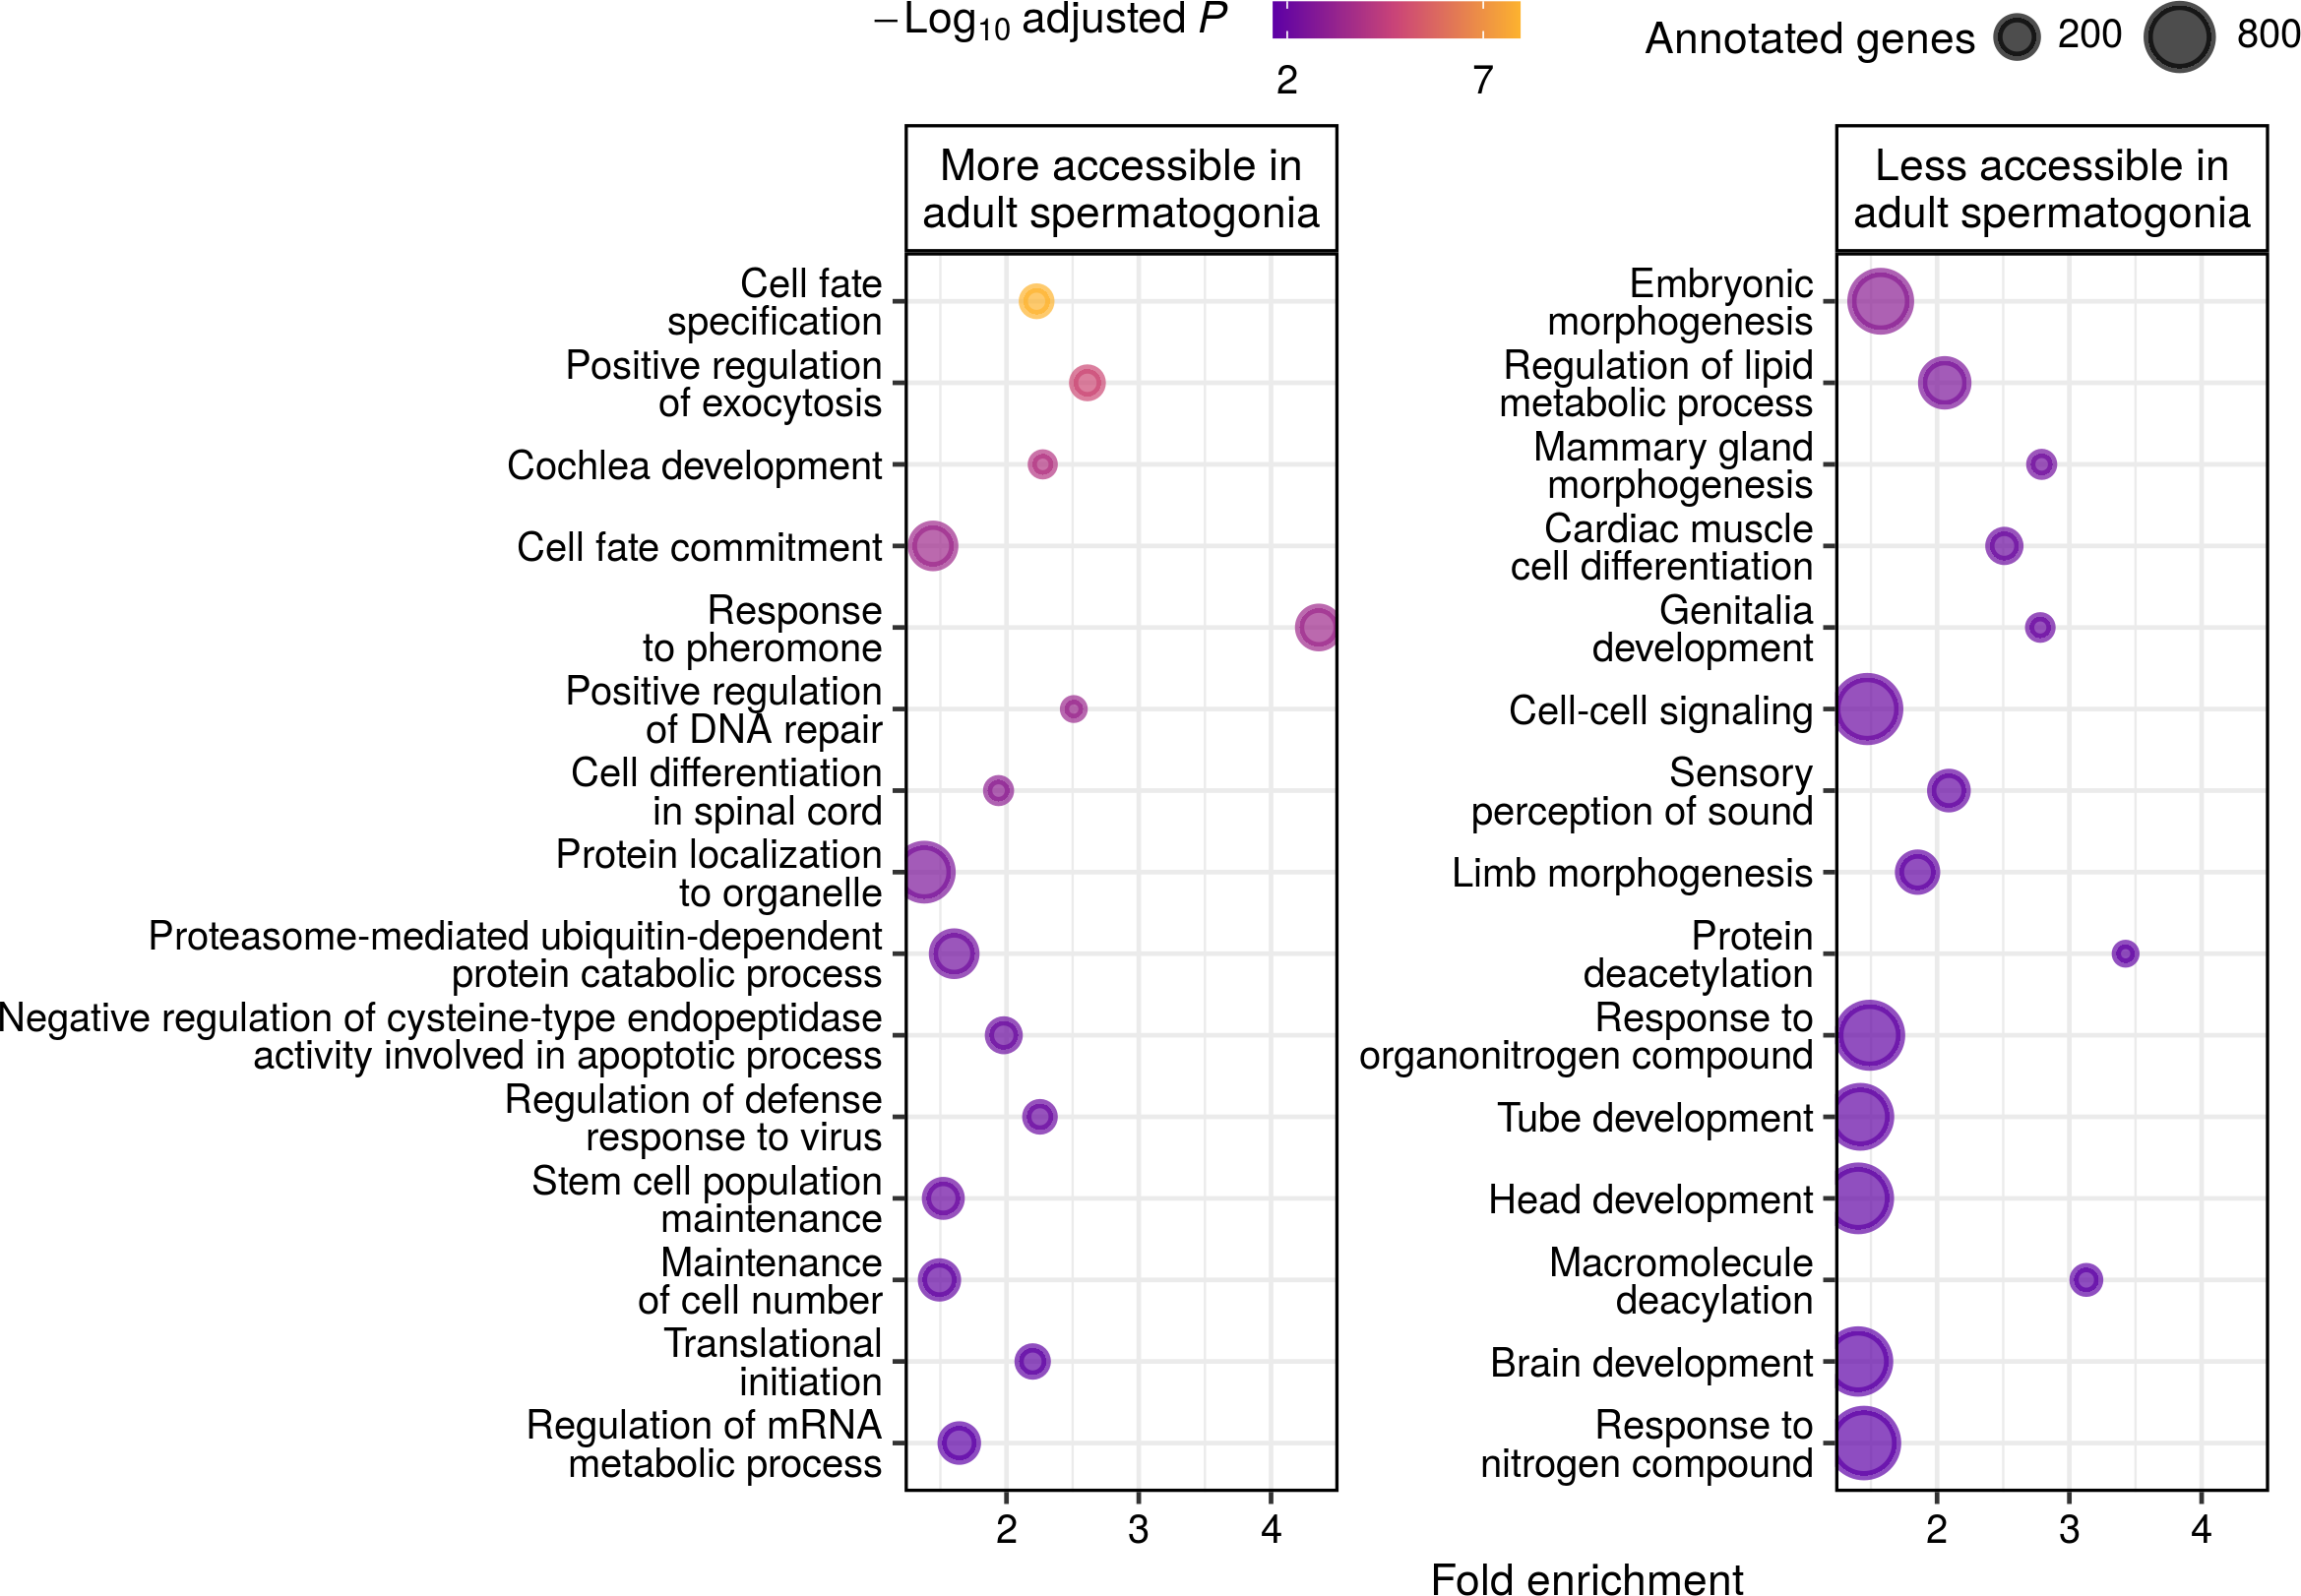 −Log10 adjusted P
2
7
Annotated genes
200
800
More accessible in
adult spermatogonia
Cell fate
specification
Positive regulation
of exocytosis
Cochlea development
Cell fate commitment
Response
to pheromone
Positive regulation
of DNA repair
Cell differentiation
in spinal cord
Protein localization
to organelle
Proteasome-mediated ubiquitin-dependent
protein catabolic process
Negative regulation of cysteine-type endopeptidase
activity involved in apoptotic process
Regulation of defense
response to virus
Stem cell population
maintenance
Maintenance
of cell number
Translational
initiation
Regulation of mRNA
metabolic process
2 3 4
Less accessible in
adult spermatogonia
Embryonic
morphogenesis
Regulation of lipid
metabolic process
Mammary gland
morphogenesis
Cardiac muscle
cell differentiation
Genitalia
development
Cell-cell signaling
Sensory
perception of sound
Limb morphogenesis
Protein
deacetylation
Response to
organonitrogen compound
Tube development
Head development
Macromolecule
deacylation
Brain development
Response to
nitrogen compound
2 3 4
Fold enrichment